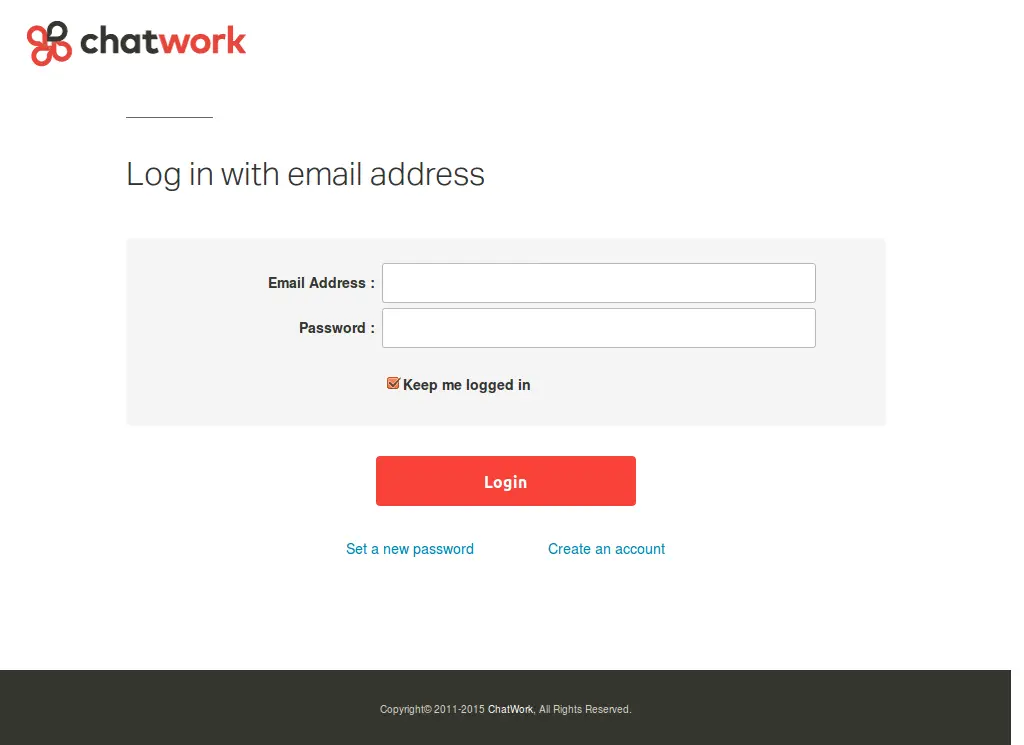 chatwork
Log in with email address
Email Address :
Password :
Keep me logged in
Login
Set a new password Create an account
Copyright© 2011-2015 ChatWork, All Rights Reserved.